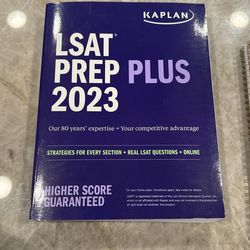 KAPLAN
LSAT®
PREP PLUS
2023
Our 80 years' expertise = Your competitive advantage
STRATEGIES FOR EVERY SECTION • REAL LSAT QUESTIONS • ONLINE
HIGHER SCORE
GUARANTEED